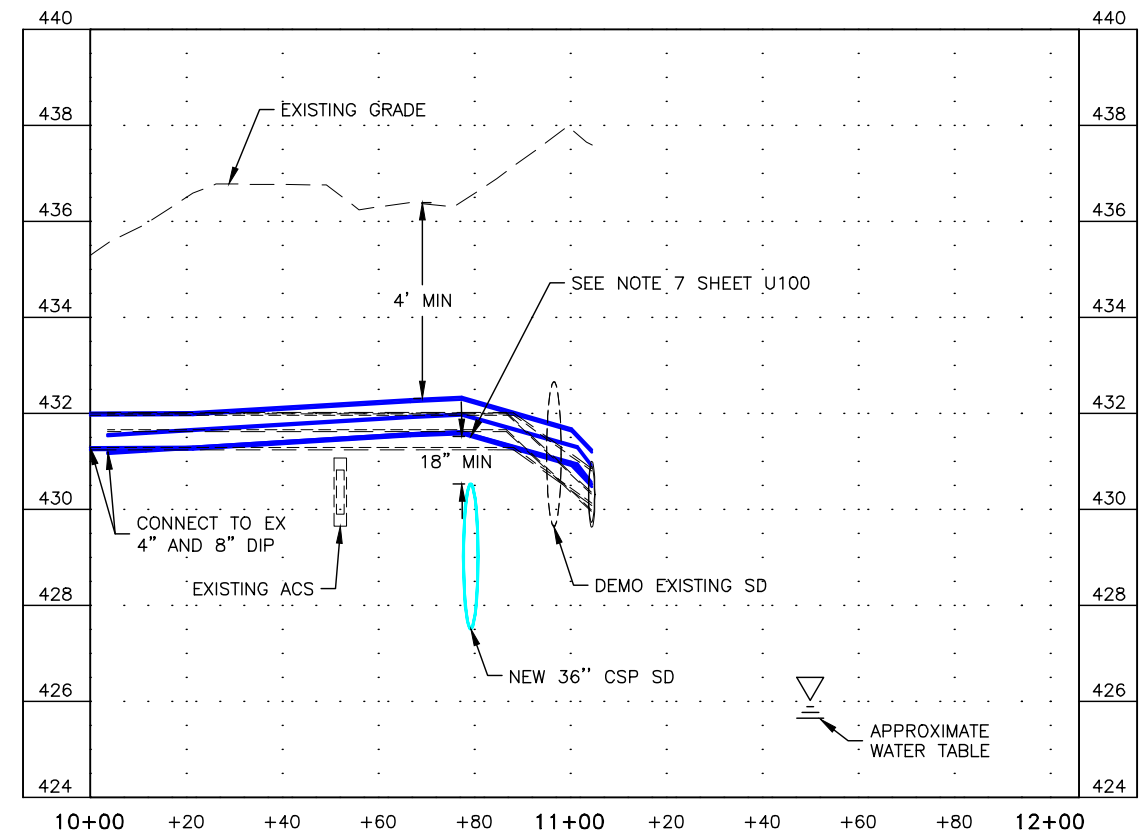 440 440
438 438
436 436
434 434
432 432
430 430
428 428
426 426
424 424
EXISTING GRADE
4' MIN
SEE NOTE 7 SHEET U100
18" MIN
CONNECT TO EX
4" AND 8" DIP
EXISTING ACS
DEMO EXISTING SD
NEW 36'' CSP SD
APPROXIMATE
WATER TABLE
10+00 +20 +40 +60 +80 11+00 +20 +40 +60 +80 12+00